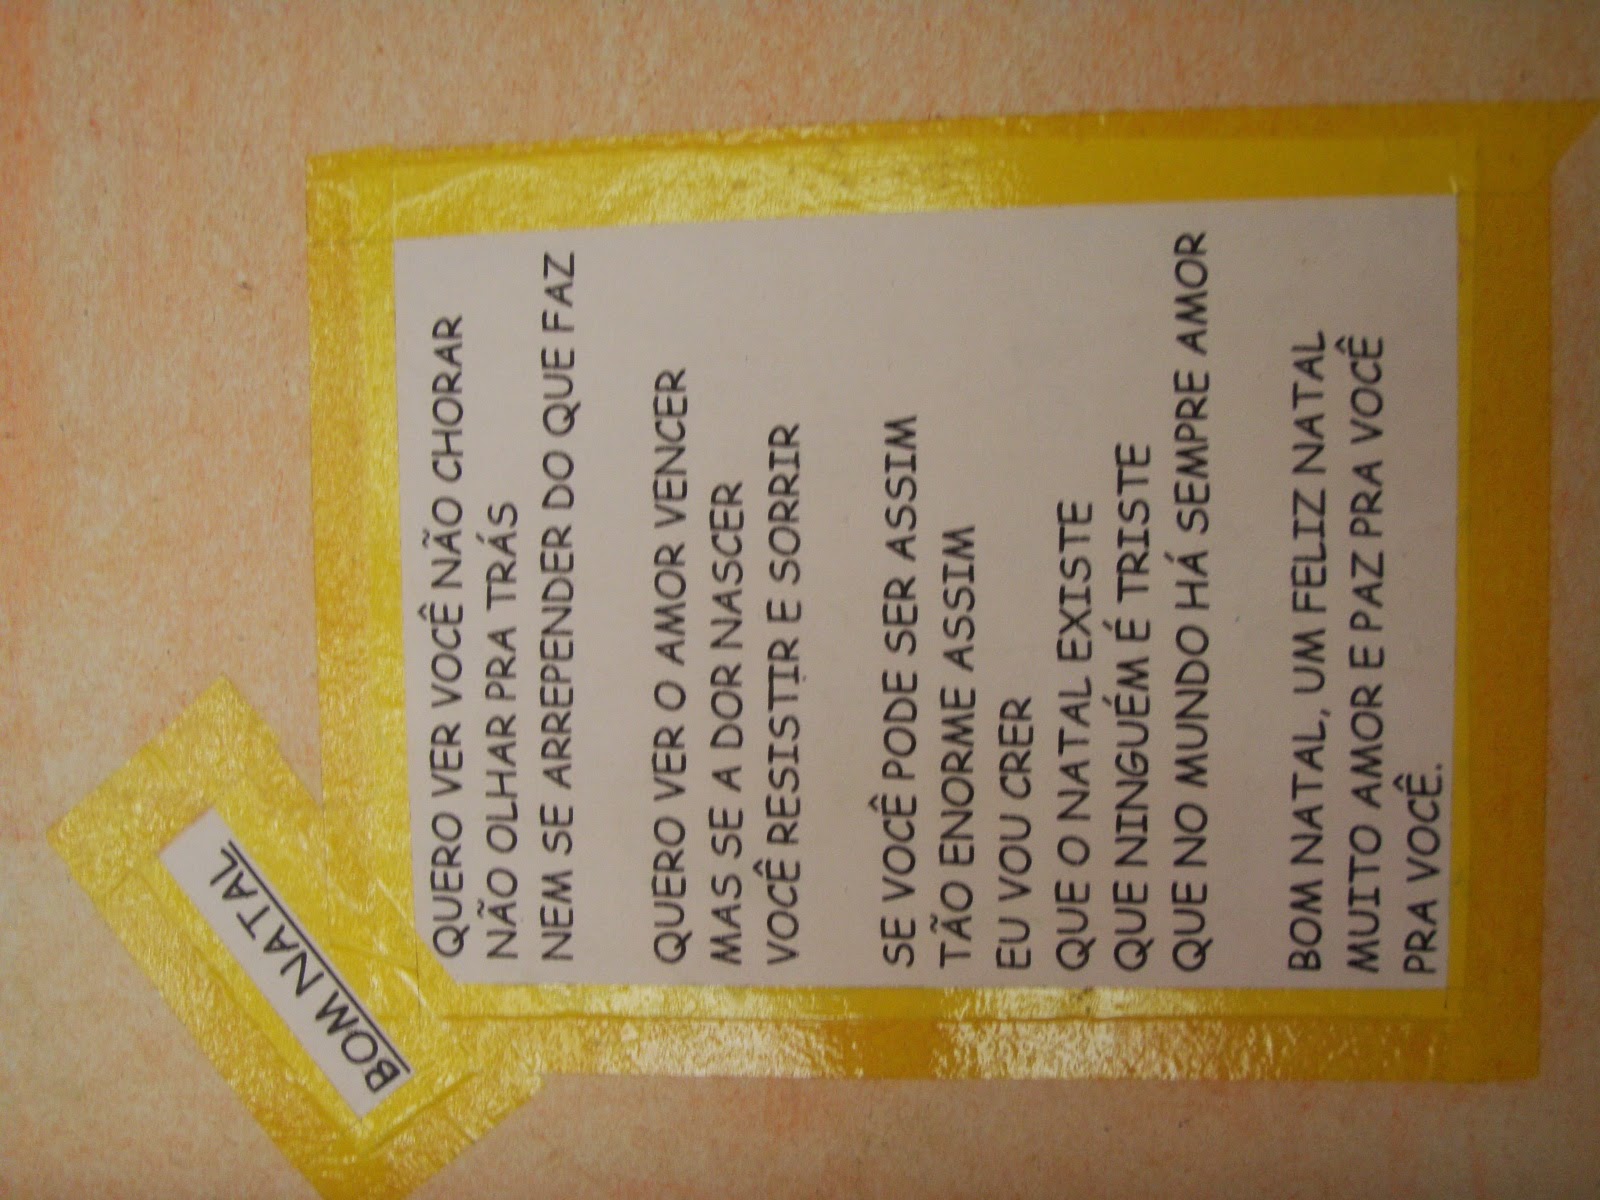 BOM NATAL
QUERO VER VOCÊ NÃO CHORAR
NÃO OLHAR PRA TRÁS
NEM SE ARREPENDER DO QUE FAZ
QUERO VER O AMOR VENCER
MAS SE A DOR NASCER
VOCÊ RESISTIR E SORRIR
SE VOCÊ PODE SER ASSIM
TÃO ENORME ASSIM
EU VOU CRER
QUE O NATAL EXISTE
QUE NINGUÉM É TRISTE
QUE NO MUNDO HÁ SEMPRE AMOR
BOM NATAL, UM FELIZ NATAL
MUITO AMOR E PAZ PRA VOCÊ
PRA VOCÊ.